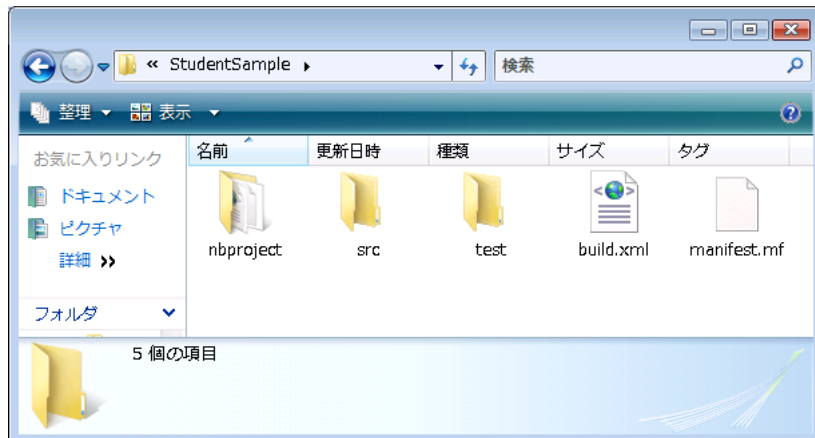 « StudentSample
検索
整理 表示
お気に入りリンク
ドキュメント
ピクチャ
詳細 »
フォルダ
名前 更新日時 種類 サイズ タグ
nbproject src test build.xml manifest.mf
5 個の項目